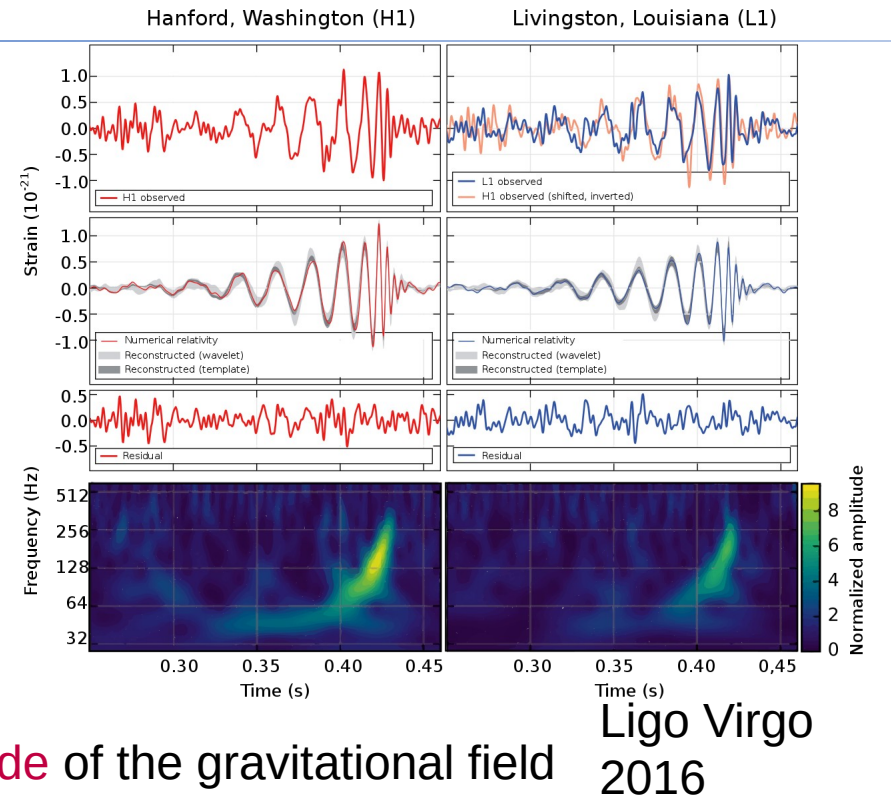 Hanford, Washington (H1)
Livingston, Louisiana (L1)
Strain (10⁻²¹)
1.0
0.5
0.0
-0.5
-1.0
H1 observed
L1 observed
H1 observed (shifted, inverted)
1.0
0.5
0.0
-0.5
-1.0
Numerical relativity
Reconstructed (wavelet)
Reconstructed (template)
Numerical relativity
Reconstructed (wavelet)
Reconstructed (template)
0.5
0.0
-0.5
Residual
Residual
Frequency (Hz)
512
256
128
64
32
Normalized amplitude
8
6
4
2
0
0.30 0.35 0.40 0.45
0.30 0.35 0,40 0,45
Time (s)
Time (s)
de of the gravitational field
Ligo Virgo
2016